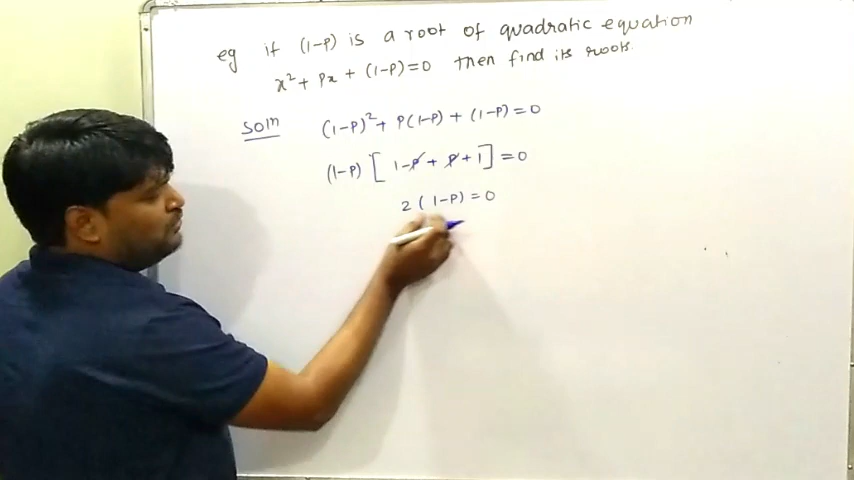 eg if (1-P) is a root of quadratic equation
x² + Px + (1-P) = 0 then find its roots.
Solⁿ (1-P)² + P(1-P) + (1-P) = 0
(1-P) [ 1-P + P + 1 ] = 0
2 ( 1-P) = 0